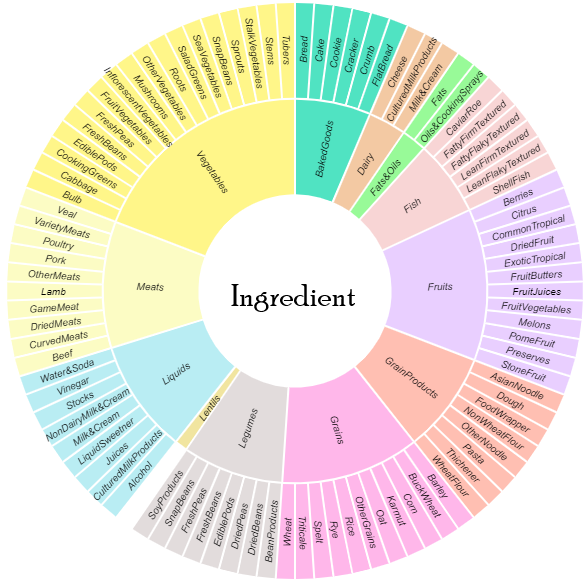 Ingredient
BakedGoods
Bread
Cake
Cookie
Cracker
Crumb
FlatBread
Dairy
Cheese
CulturedMilkProducts
Milk&Cream
Fats&Oils
Fats
Oils&CookingSprays
Fish
CaviarRoe
FattyFirmTextured
FattyFlakyTextured
LeanFirmTextured
LeanFlakyTextured
ShellFish
Fruits
Berries
Citrus
CommonTropical
DriedFruit
ExoticTropical
FruitButters
FruitJuices
FruitVegetables
Melons
PomeFruit
Preserves
StoneFruit
GrainProducts
AsianNoodle
Dough
FoodWrapper
NonWheatFlour
OtherNoodle
Pasta
Thichener
WheatFlour
Grains
Barley
BuckWheat
Corn
Karmut
Oat
OtherGrains
Rice
Rye
Spelt
Triticale
Wheat
Legumes
BeanProducts
DriedBeans
DriedPeas
EdiblePods
FreshBeans
FreshPeas
SnapBeans
SoyProducts
Lentils
Liquids
Alcohol
CulturedMilkProducts
Juices
LiquidSweetner
Milk&Cream
NonDairyMilk&Cream
Stocks
Vinegar
Water&Soda
Meats
Beef
CurvedMeats
DriedMeats
GameMeat
Lamb
OtherMeats
Pork
Poultry
VarietyMeats
Veal
Vegetables
Bulb
Cabbage
CookingGreens
EdiblePods
FreshBeans
FreshPeas
FruitVegetables
InflorescentVegetables
Mushrooms
OtherVegetables
Roots
SaladGreens
SeaVegetables
SnapBeans
Sprouts
StalkVegetables
Stems
Tubers